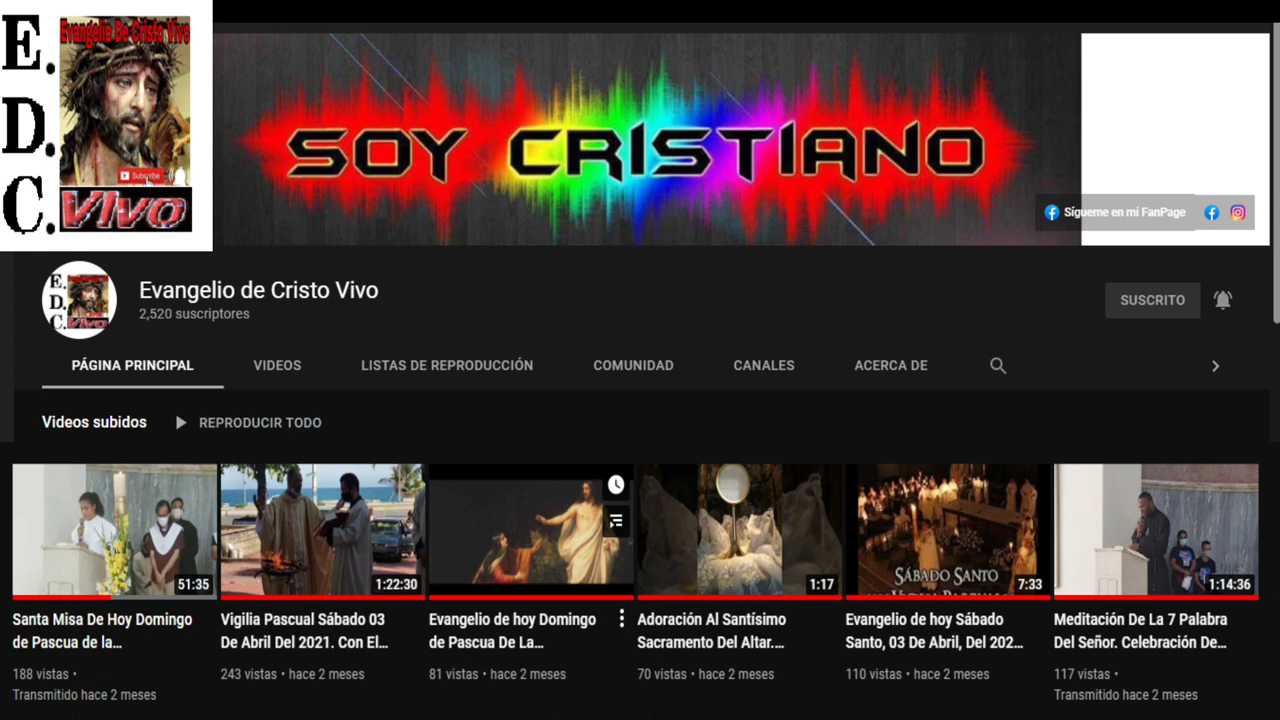 E.
D.
C.
Evangelio De Cristo Vivo
Subscribe
Vivo
SOY CRISTIANO
Sígueme en mi FanPage
E.
D.
C.
Vivo
Evangelio de Cristo Vivo
2,520 suscriptores
SUSCRITO
PÁGINA PRINCIPAL VIDEOS LISTAS DE REPRODUCCIÓN COMUNIDAD CANALES ACERCA DE
Videos subidos REPRODUCIR TODO
51:35
1:22:30
1:17
SÁBADO SANTO
7:33
1:14:36
Santa Misa De Hoy Domingo
de Pascua de la...
188 vistas •
Transmitido hace 2 meses
Vigilia Pascual Sábado 03
De Abril Del 2021. Con El...
243 vistas • hace 2 meses
Evangelio de hoy Domingo
de Pascua De La...
81 vistas • hace 2 meses
Adoración Al Santísimo
Sacramento Del Altar....
70 vistas • hace 2 meses
Evangelio de hoy Sábado
Santo, 03 De Abril, Del 202...
110 vistas • hace 2 meses
Meditación De La 7 Palabra
Del Señor. Celebración De...
117 vistas •
Transmitido hace 2 meses